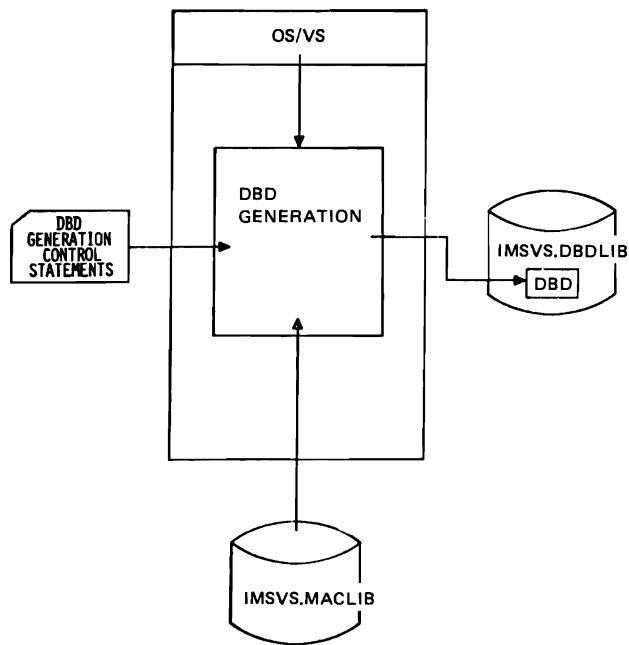 OS/VS
DBD
GENERATION
DBD
GENERATION
CONTROL
STATEMENTS
IMSVS.DBDLIB
DBD
IMSVS.MACLIB